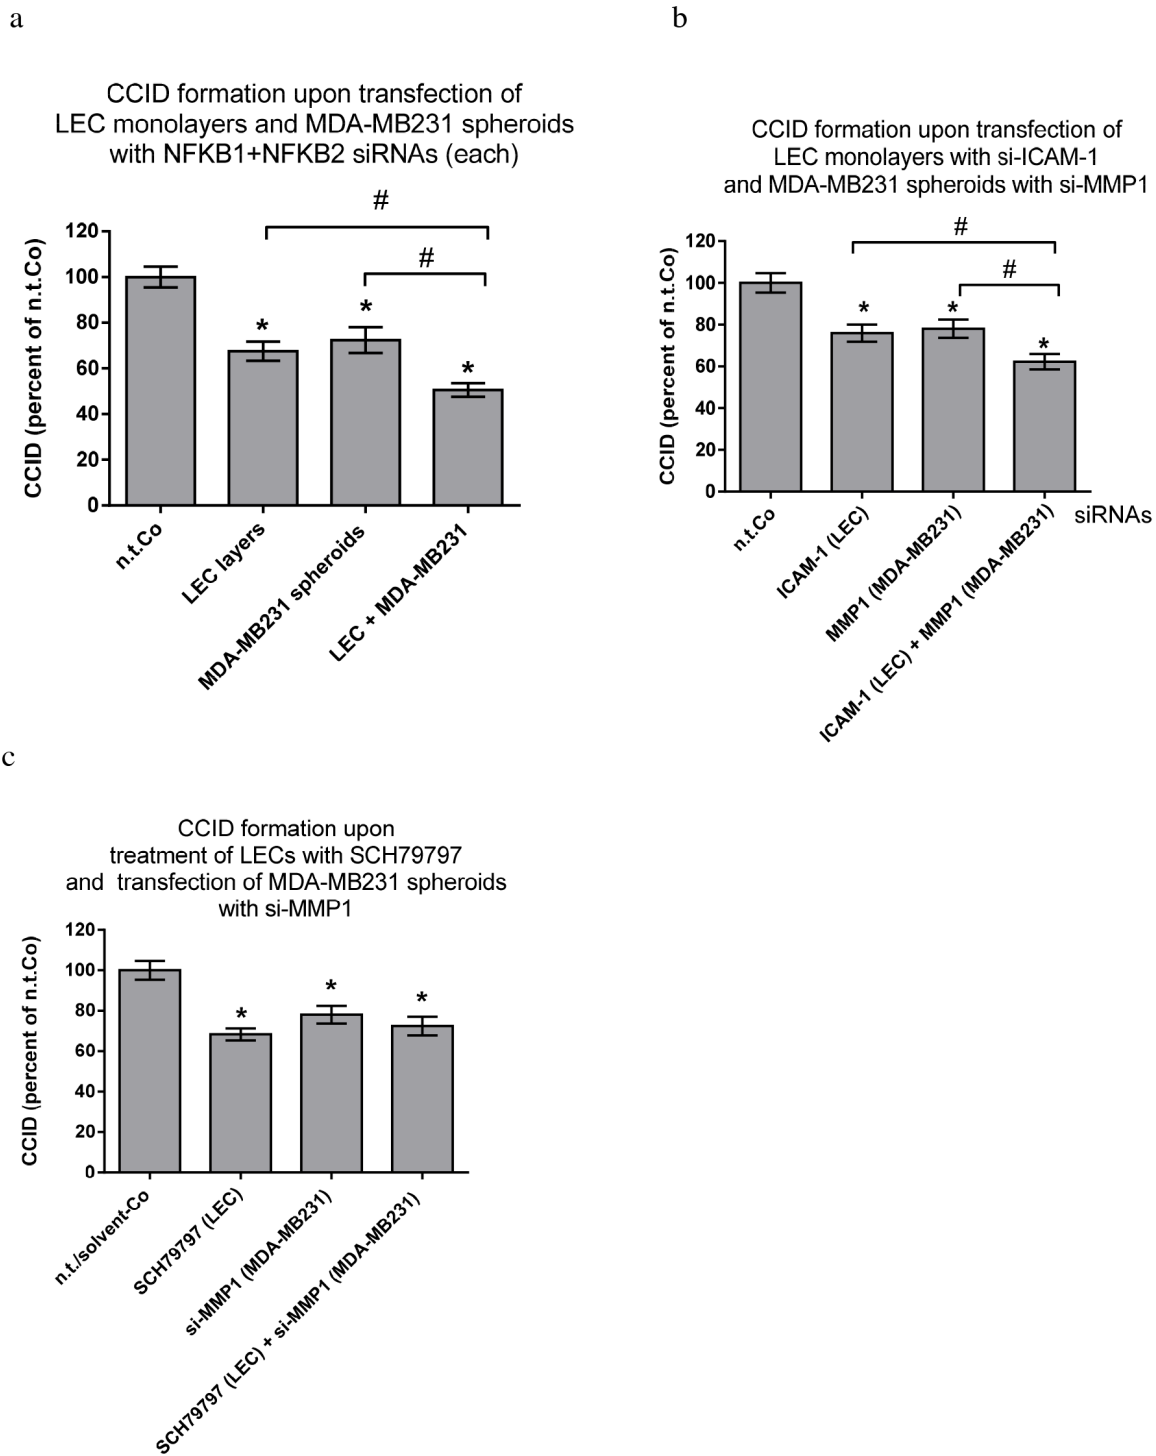 a
CCID formation upon transfection of
LEC monolayers and MDA-MB231 spheroids
with NFKB1+NFKB2 siRNAs (each)
#
#
CCID (percent of n.t.Co)
120
100
80
60
40
20
0
*
*
*
n.t.Co
LEC layers
MDA-MB231 spheroids
LEC + MDA-MB231
b
CCID formation upon transfection of
LEC monolayers with si-ICAM-1
and MDA-MB231 spheroids with si-MMP1
#
#
CCID (percent of n.t.Co)
120
100
80
60
40
20
0
*
*
*
n.t.Co
ICAM-1 (LEC)
MMP1 (MDA-MB231)
ICAM-1 (LEC) + MMP1 (MDA-MB231)
siRNAs
c
CCID formation upon
treatment of LECs with SCH79797
and transfection of MDA-MB231 spheroids
with si-MMP1
CCID (percent of n.t.Co)
120
100
80
60
40
20
0
*
*
*
n.t./solvent-Co
SCH79797 (LEC)
si-MMP1 (MDA-MB231)
SCH79797 (LEC) + si-MMP1 (MDA-MB231)